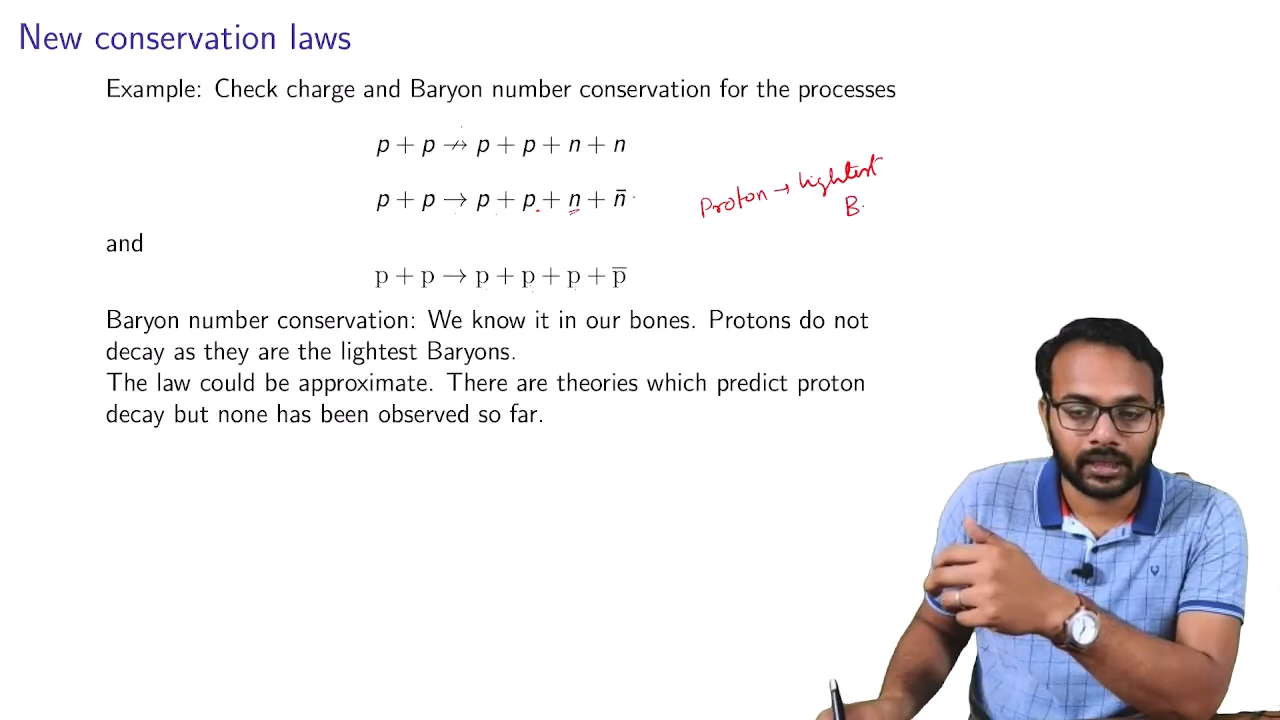 New conservation laws
Example: Check charge and Baryon number conservation for the processes
p + p ↛ p + p + n + n
p + p → p + p + n + n̄
Proton → lightest
B.
and
p + p → p + p + p + p̅
Baryon number conservation: We know it in our bones. Protons do not
decay as they are the lightest Baryons.
The law could be approximate. There are theories which predict proton
decay but none has been observed so far.